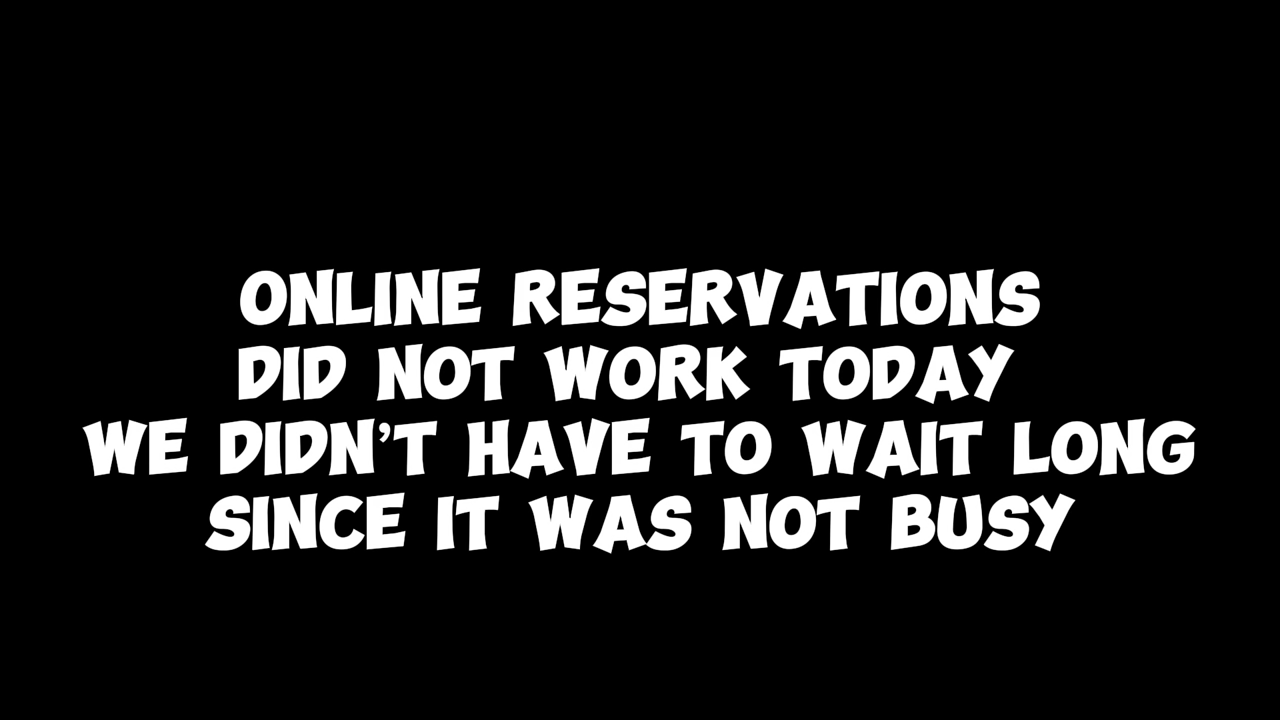 ONLINE RESERVATIONS
DID NOT WORK TODAY
WE DIDN'T HAVE TO WAIT LONG
SINCE IT WAS NOT BUSY